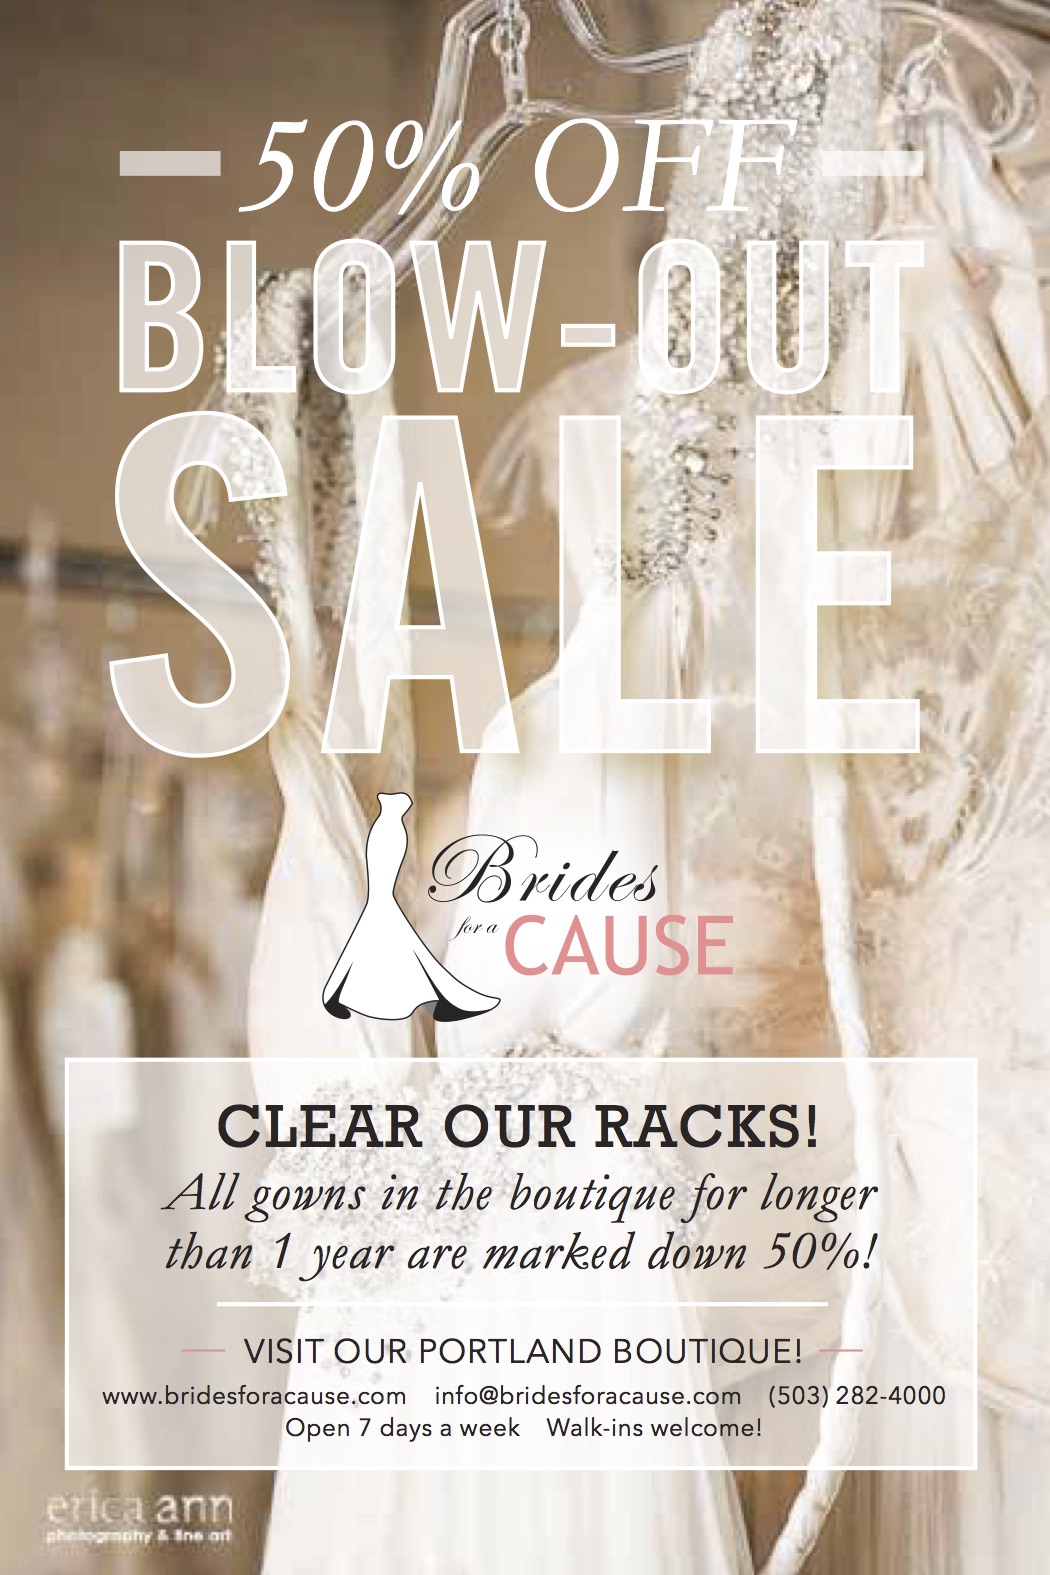 50% OFF
BLOW-OUT
SALE
Brides
for a CAUSE
CLEAR OUR RACKS!
All gowns in the boutique for longer
than 1 year are marked down 50%!
VISIT OUR PORTLAND BOUTIQUE!
www.bridesforacause.com info@bridesforacause.com (503) 282-4000
Open 7 days a week Walk-ins welcome!
erica ann
photography & fine art